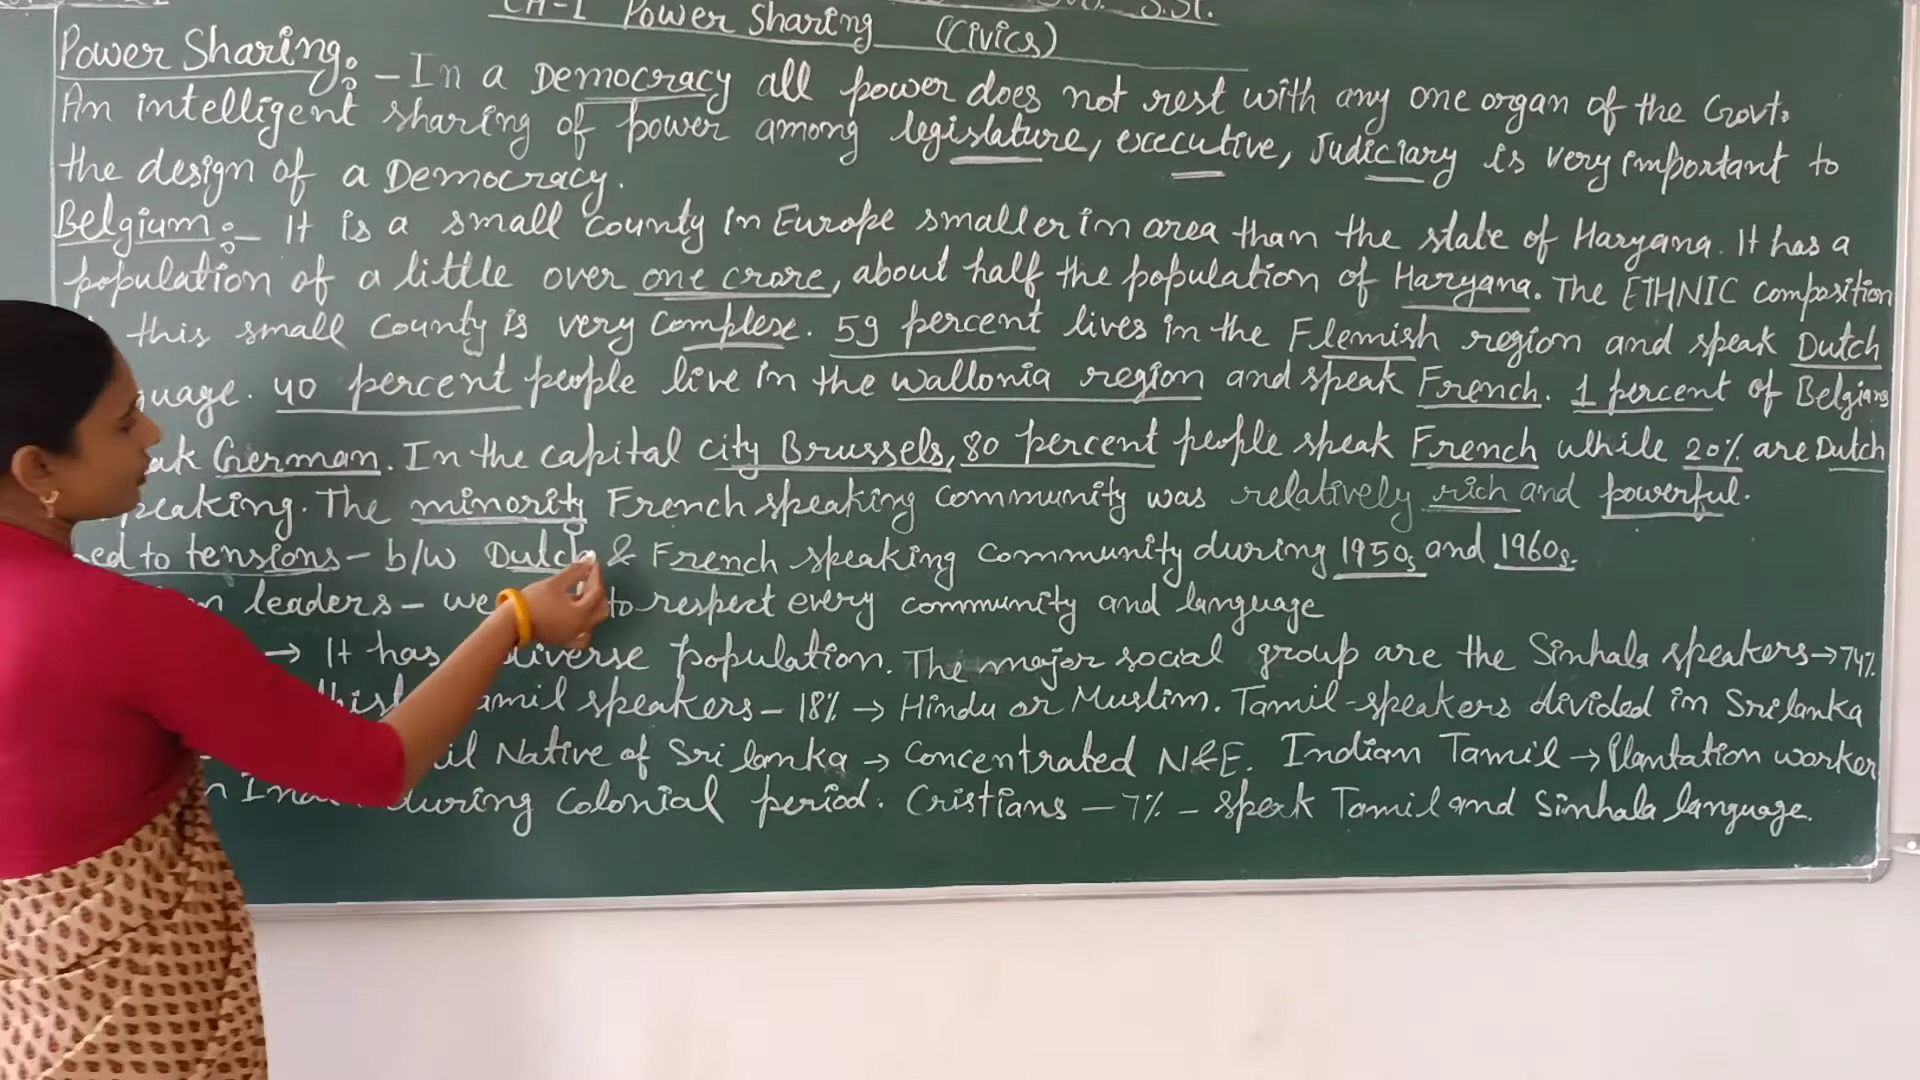 CH-1 Power Sharing (Civics) S.St.
Power Sharing:- In a Democracy all power does not rest with any one organ of the Govt.
An intelligent sharing of power among legislature, executive, Judiciary is very important to
the design of a Democracy.
Belgium:- It is a small county in Europe smaller in area than the state of Haryana. It has a
population of a little over one crore, about half the population of Haryana. The ETHNIC Composition
this small County is very Complex. 59 percent lives in the Flemish region and speak Dutch
uage. 40 percent people live in the wallonia region and speak French. 1 percent of Belgians
ak German. In the capital city Brussels, 80 percent people speak French while 20% are Dutch
peaking. The minority French speaking Community was relatively rich and powerful.
ed to tensions - b/w Dutch & French speaking Community during 1950s and 1960s.
leaders - we to respect every community and language
→ It has diverse population. The major social group are the Sinhala speakers → 74%
amil speakers - 18% → Hindu or Muslim. Tamil-speakers divided in Srilanka
il Native of Sri lanka → Concentrated N&E. Indian Tamil → Plantation worker
n In during Colonial period. Cristians - 7% - speak Tamil and Sinhala language.